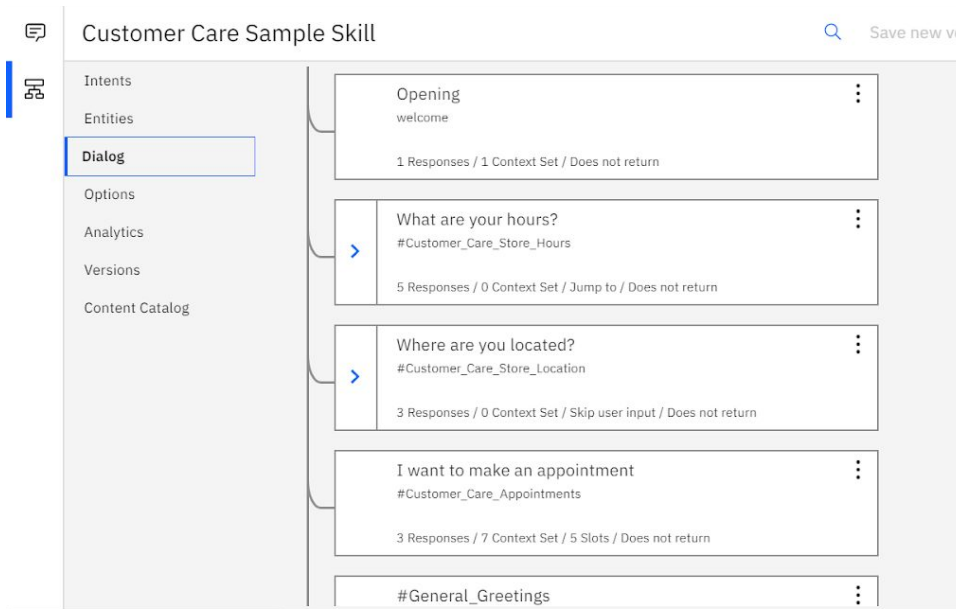 Customer Care Sample Skill
Save new
Intents
Entities
Dialog
Options
Analytics
Versions
Content Catalog
Opening
welcome
1 Responses / 1 Context Set / Does not return
What are your hours?
#Customer_Care_Store_Hours
5 Responses / 0 Context Set / Jump to / Does not return
Where are you located?
#Customer_Care_Store_Location
3 Responses / 0 Context Set / Skip user input / Does not return
I want to make an appointment
#Customer_Care_Appointments
3 Responses / 7 Context Set / 5 Slots / Does not return
#General_Greetings